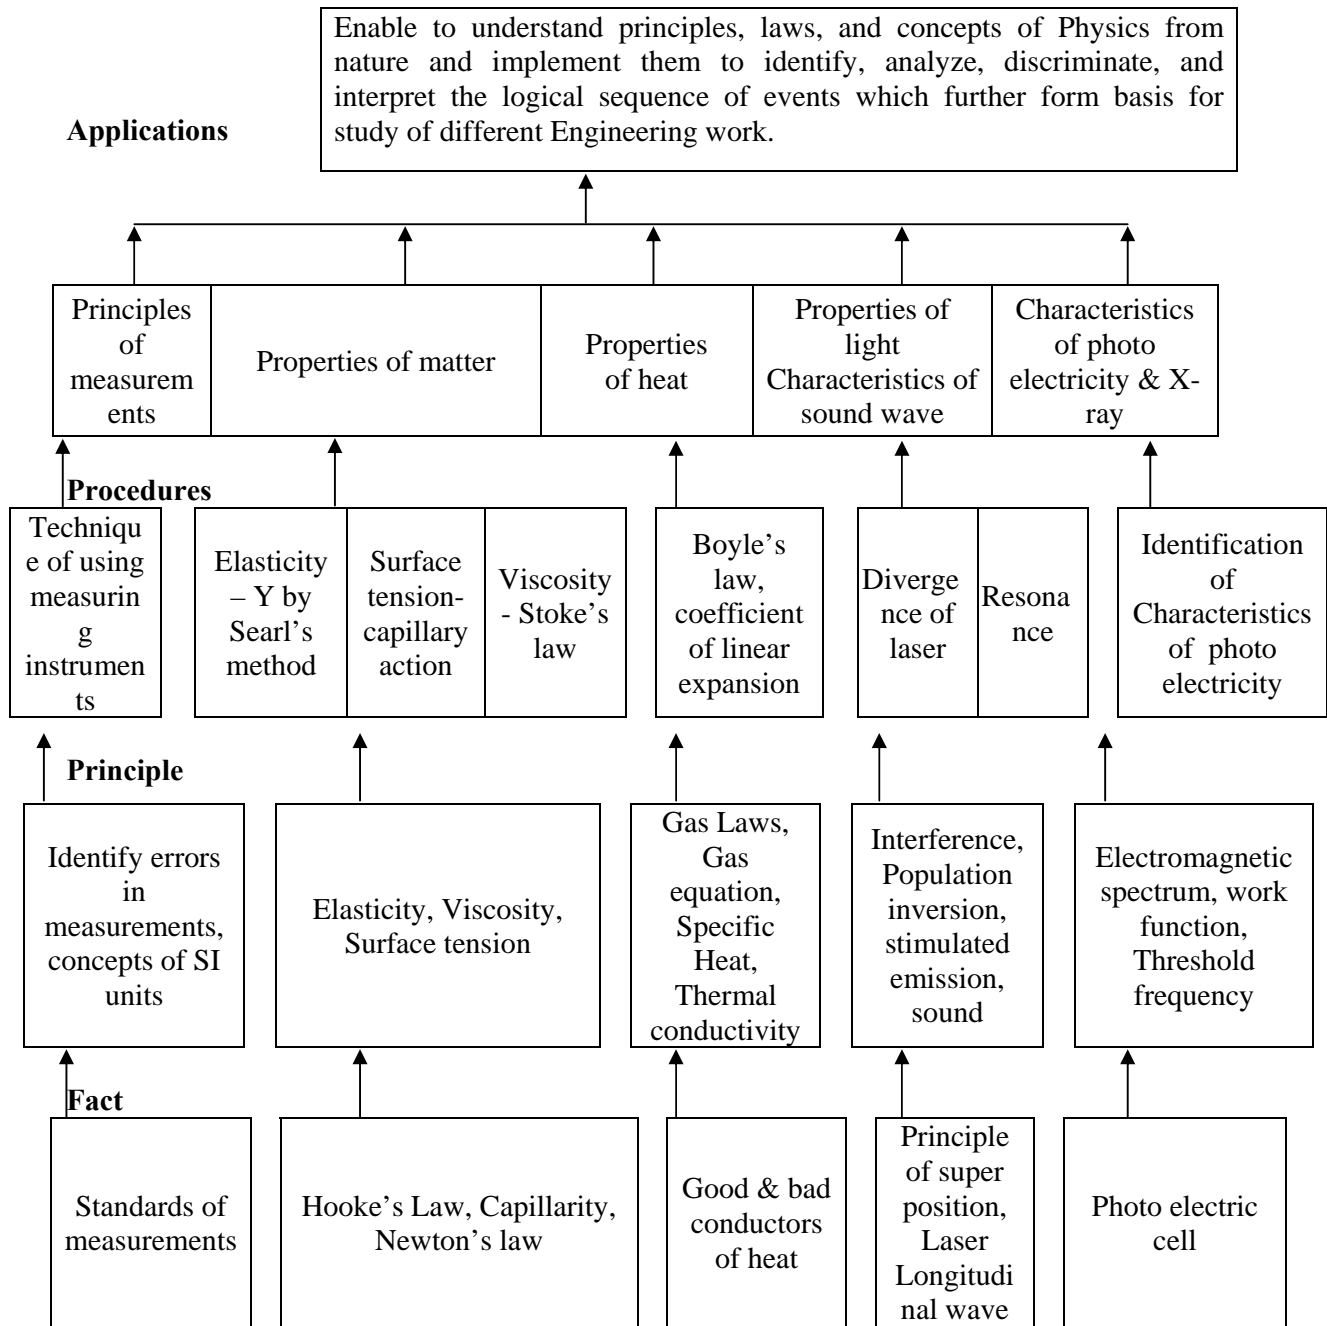 Enable to understand principles, laws, and concepts of Physics from
nature and implement them to identify, analyze, discriminate, and
interpret the logical sequence of events which further form basis for
study of different Engineering work.
Applications
Principles
of
measurem
ents
Properties of matter
Properties
of heat
Properties of
light
Characteristics of
sound wave
Characteristics
of photo
electricity & X-
ray
Procedures
Techniqu
e of using
measurin
g
instrumen
ts
Elasticity
– Y by
Searl’s
method
Surface
tension-
capillary
action
Viscosity
- Stoke’s
law
Boyle’s
law,
coefficient
of linear
expansion
Diverge
nce of
laser
Resona
nce
Identification
of
Characteristics
of photo
electricity
Principle
Identify errors
in
measurements,
concepts of SI
units
Elasticity, Viscosity,
Surface tension
Gas Laws,
Gas
equation,
Specific
Heat,
Thermal
conductivity
Interference,
Population
inversion,
stimulated
emission,
sound
Electromagnetic
spectrum, work
function,
Threshold
frequency
Fact
Standards of
measurements
Hooke’s Law, Capillarity,
Newton’s law
Good & bad
conductors
of heat
Principle
of super
position,
Laser
Longitudi
nal wave
Photo electric
cell